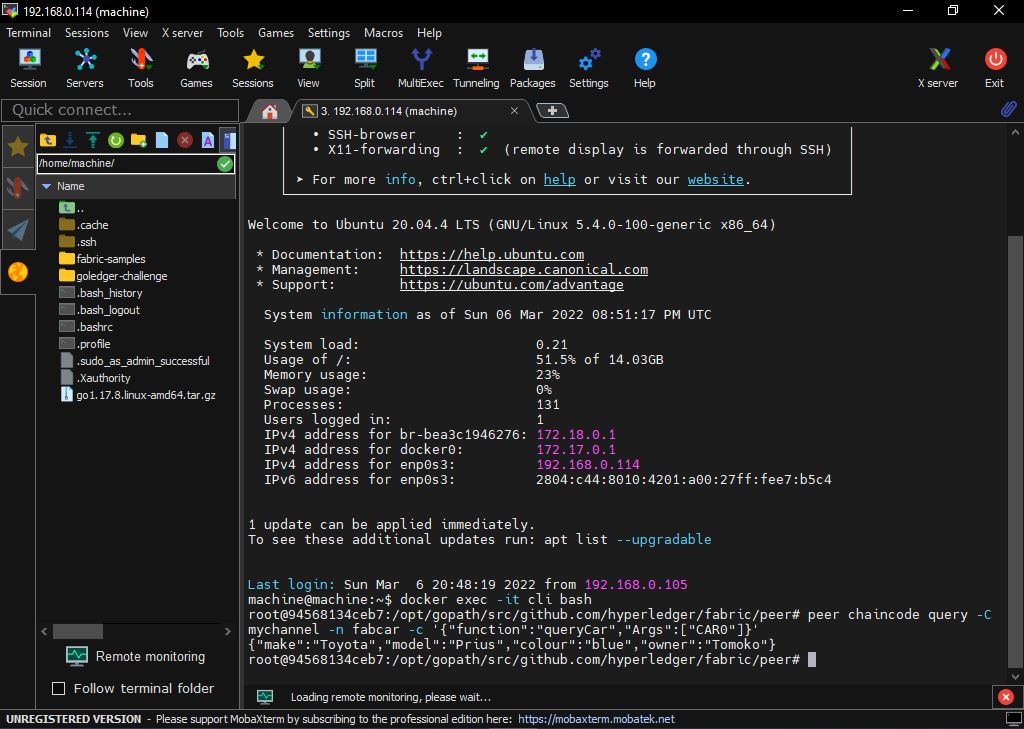 192.168.0.114 (machine)
Terminal Sessions View X server Tools Games Settings Macros Help
Session Servers Tools Games Sessions View Split MultiExec Tunneling Packages Settings Help X server Exit
Quick connect...
3. 192.168.0.114 (machine)
/home/machine/
Name
..
.cache
.ssh
fabric-samples
goledger-challenge
.bash_history
.bash_logout
.bashrc
.profile
.sudo_as_admin_successful
.Xauthority
go1.17.8.linux-amd64.tar.gz
Remote monitoring
Follow terminal folder
• SSH-browser : ✔
• X11-forwarding : ✔ (remote display is forwarded through SSH)
➤ For more info, ctrl+click on help or visit our website.
Welcome to Ubuntu 20.04.4 LTS (GNU/Linux 5.4.0-100-generic x86_64)
* Documentation: https://help.ubuntu.com
* Management: https://landscape.canonical.com
* Support: https://ubuntu.com/advantage
System information as of Sun 06 Mar 2022 08:51:17 PM UTC
System load: 0.21
Usage of /: 51.5% of 14.03GB
Memory usage: 23%
Swap usage: 0%
Processes: 131
Users logged in: 1
IPv4 address for br-bea3c1946276: 172.18.0.1
IPv4 address for docker0: 172.17.0.1
IPv4 address for enp0s3: 192.168.0.114
IPv6 address for enp0s3: 2804:c44:8010:4201:a00:27ff:fee7:b5c4
1 update can be applied immediately.
To see these additional updates run: apt list --upgradable
Last login: Sun Mar 6 20:48:19 2022 from 192.168.0.105
machine@machine:~$ docker exec -it cli bash
root@94568134ceb7:/opt/gopath/src/github.com/hyperledger/fabric/peer# peer chaincode query -C
mychannel -n fabcar -c '{"function":"queryCar","Args":["CAR0"]}'
{"make":"Toyota","model":"Prius","colour":"blue","owner":"Tomoko"}
root@94568134ceb7:/opt/gopath/src/github.com/hyperledger/fabric/peer#
Loading remote monitoring, please wait...
UNREGISTERED VERSION - Please support MobaXterm by subscribing to the professional edition here: https://mobaxterm.mobatek.net